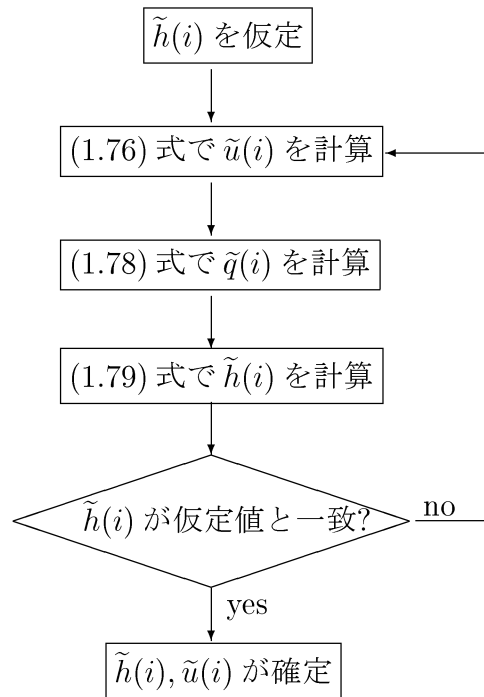 h̃(i) を仮定
(1.76) 式で ũ(i) を計算
(1.78) 式で q̃(i) を計算
(1.79) 式で h̃(i) を計算
h̃(i) が仮定値と一致?
no
yes
h̃(i), ũ(i) が確定